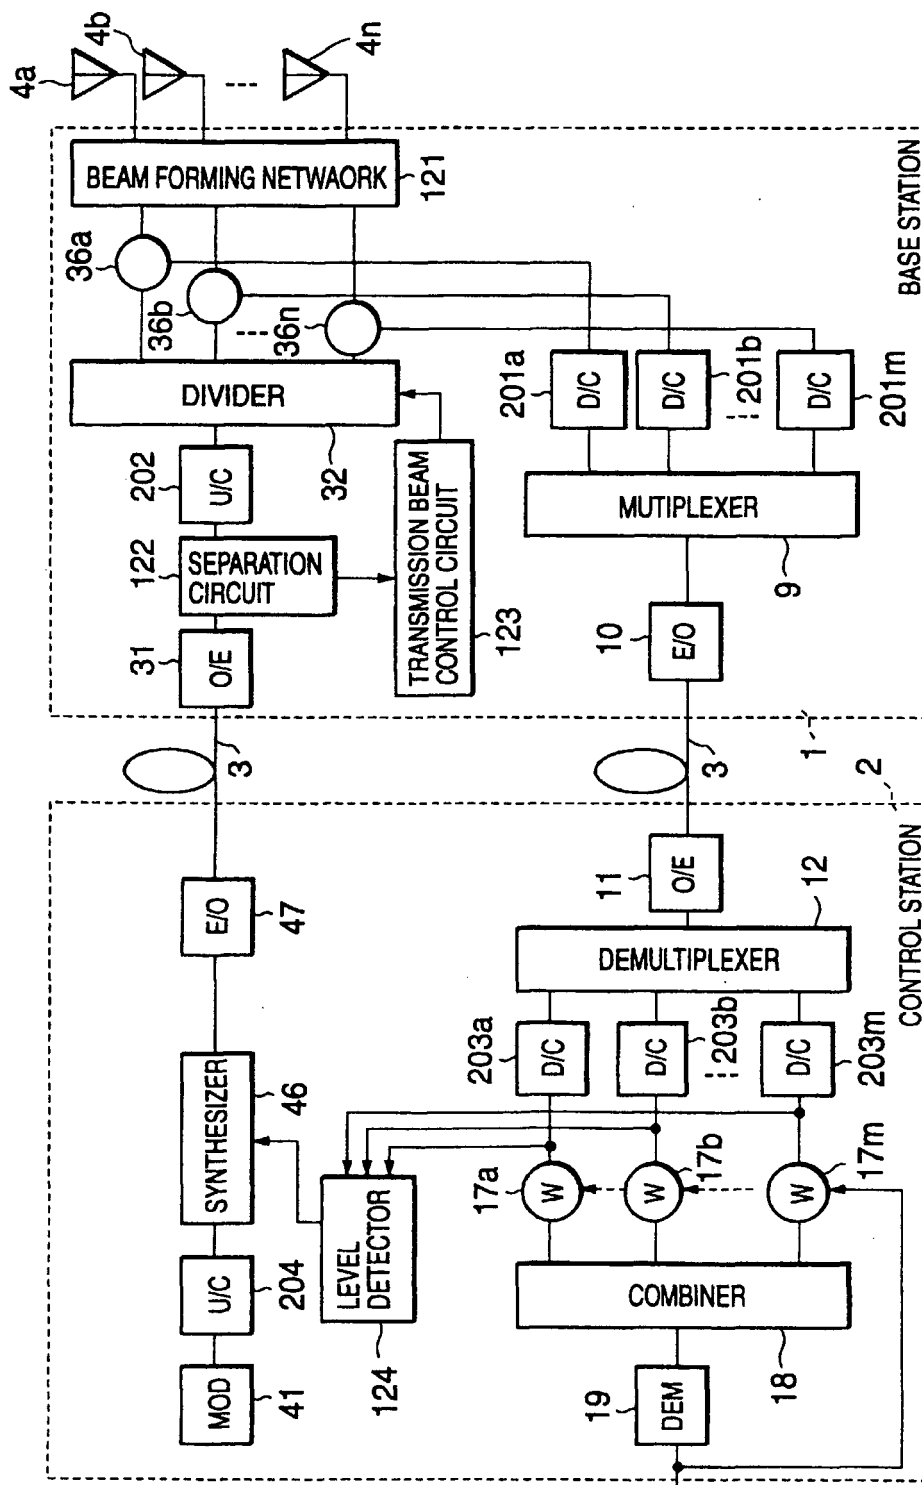 4a
4b
4n
BEAM FORMING NETWAORK
121
36a
36b
36n
DIVIDER
32
202
U/C
122
SEPARATION
CIRCUIT
31
O/E
TRANSMISSION BEAM
CONTROL CIRCUIT
123
201a
D/C
D/C
201b
D/C
201m
MUTIPLEXER
9
10
E/O
BASE STATION
1
3
3
2
CONTROL STATION
E/O
47
11
O/E
12
DEMULTIPLEXER
203a
D/C
D/C
203b
D/C
203m
SYNTHESIZER
46
U/C
204
MOD
41
LEVEL
DETECTOR
124
17a
W
W
17b
W
17m
COMBINER
18
19
DEM